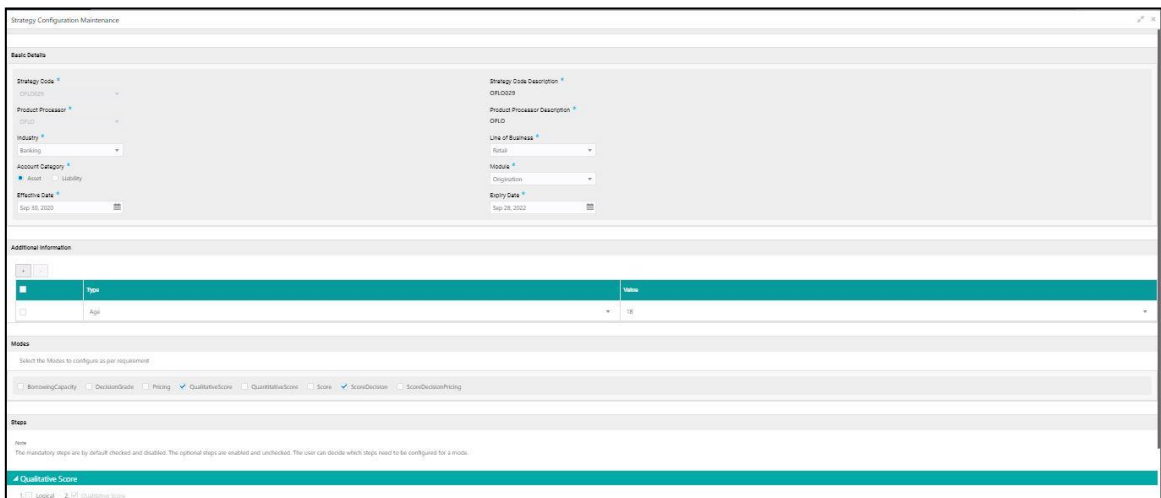 Strategy Configuration Maintenance
Basic Details
Strategy Code *
Strategy Code Description *
OFLO029
OFLO029
Product Processor *
Product Processor Description *
OFLO
OFLO
Industry *
Line of Business *
Banking
Retail
Account Category *
Module *
Asset Liability
Origination
Effective Date *
Expiry Date *
Sep 30, 2020
Sep 28, 2022
Additional Information
+ -
Type Value
18
Modes
Select the Modes to configure as per requirement
BorrowingCapacity DecisionGrade Pricing QualitativeScore QuantitativeScore Score ScoreDecision ScoreDecisionPricing
Steps
Note
The mandatory steps are by default checked and disabled. The optional steps are enabled and unchecked. The user can decide which steps need to be configured for a mode.
Qualitative Score
1. Logical 2. Qualitative Score